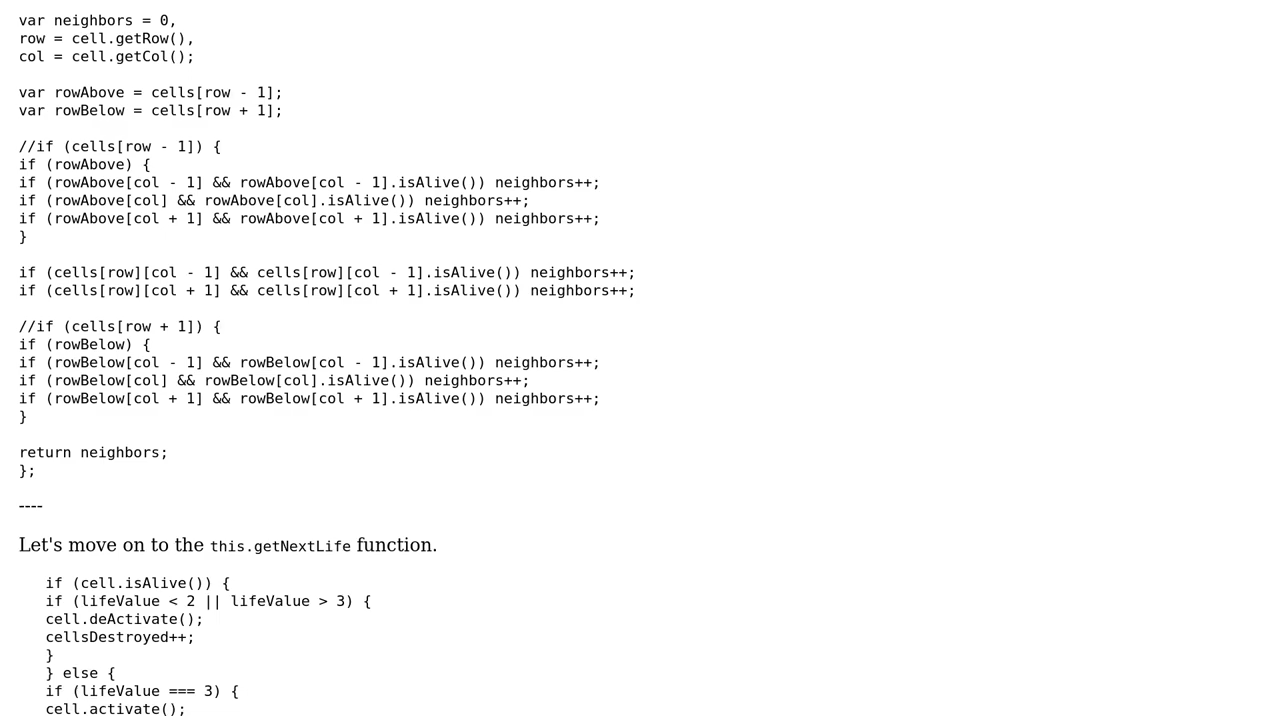 var neighbors = 0,
row = cell.getRow(),
col = cell.getCol();
var rowAbove = cells[row - 1];
var rowBelow = cells[row + 1];
//if (cells[row - 1]) {
if (rowAbove) {
if (rowAbove[col - 1] && rowAbove[col - 1].isAlive()) neighbors++;
if (rowAbove[col] && rowAbove[col].isAlive()) neighbors++;
if (rowAbove[col + 1] && rowAbove[col + 1].isAlive()) neighbors++;
}
if (cells[row][col - 1] && cells[row][col - 1].isAlive()) neighbors++;
if (cells[row][col + 1] && cells[row][col + 1].isAlive()) neighbors++;
//if (cells[row + 1]) {
if (rowBelow) {
if (rowBelow[col - 1] && rowBelow[col - 1].isAlive()) neighbors++;
if (rowBelow[col] && rowBelow[col].isAlive()) neighbors++;
if (rowBelow[col + 1] && rowBelow[col + 1].isAlive()) neighbors++;
}
return neighbors;
};
----
Let's move on to the this.getNextLife function.
if (cell.isAlive()) {
if (lifeValue < 2 || lifeValue > 3) {
cell.deActivate();
cellsDestroyed++;
}
} else {
if (lifeValue === 3) {
cell.activate();